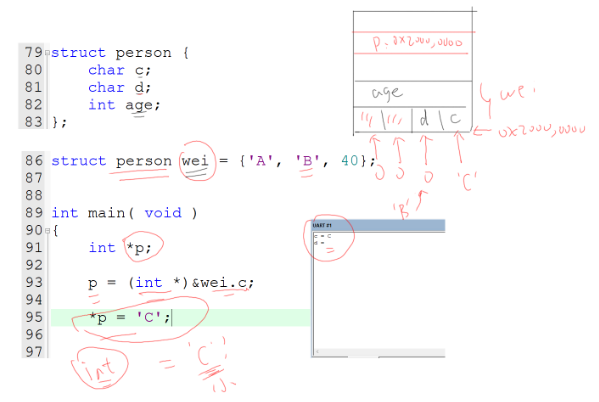 79 struct person {
80 char c;
81 char d;
82 int age;
83 };
86 struct person wei = {'A', 'B', 40};
87
88
89 int main( void )
90 {
91 int *p;
92
93 p = (int *)&wei.c;
94
95 *p = 'C';
96
97
int = 'C';
p: 0x2000,0000
age
d c
wei.
0x2000,0000
0 0 0 'C'
'B'
UART #1
c = C
d =